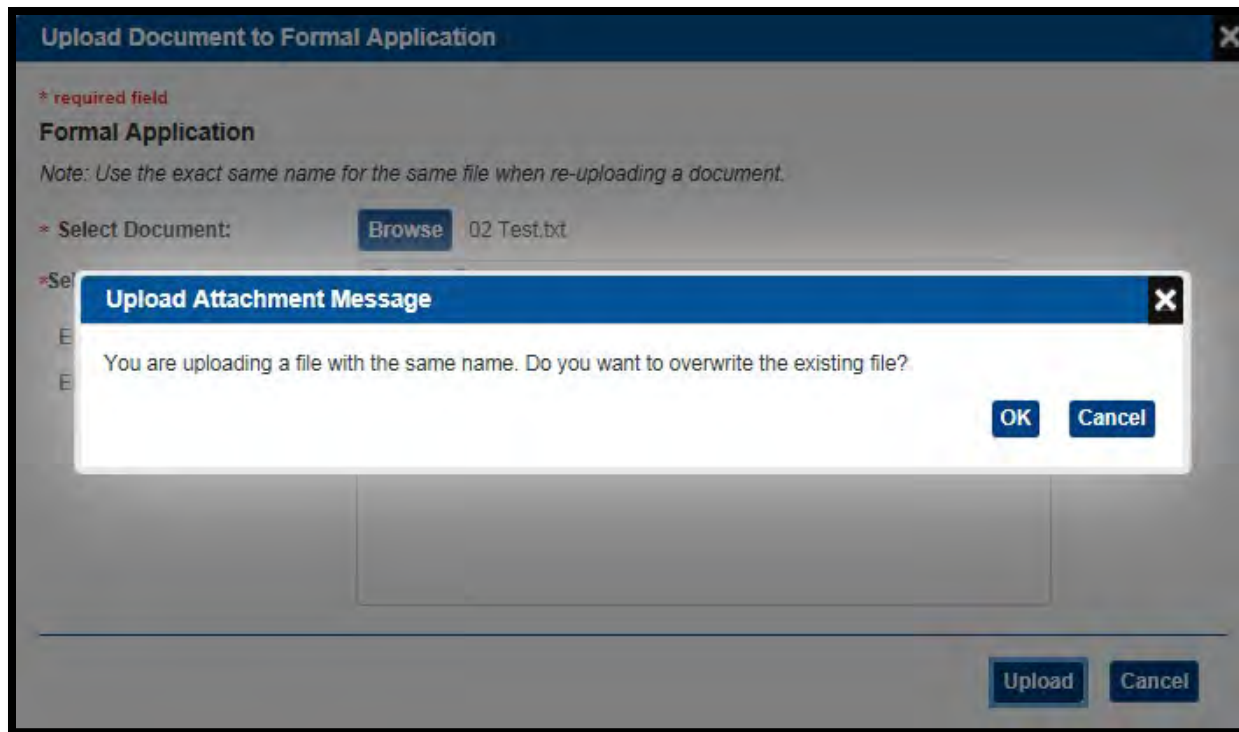 Upload Document to Formal Application
* required field
Formal Application
Note: Use the exact same name for the same file when re-uploading a document.
* Select Document: Browse 02 Test.txt
Upload Attachment Message
You are uploading a file with the same name. Do you want to overwrite the existing file?
OK Cancel
Upload Cancel